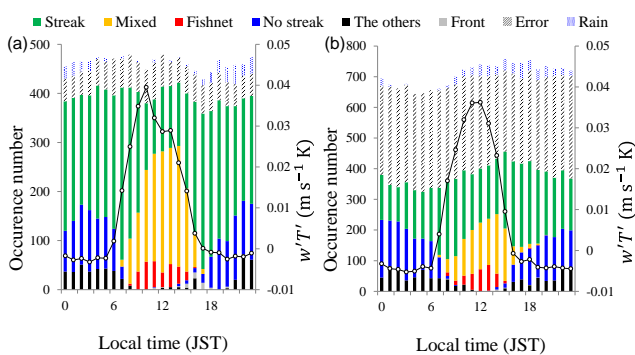 Streak Mixed Fishnet No streak The others Front Error Rain
(a)
500
400
300
200
100
0
Occurence number
0.05
0.04
0.03
0.02
0.01
0
-0.01
w'T' (m s⁻¹ K)
0 6 12 18
Local time (JST)
(b)
800
700
600
500
400
300
200
100
0
Occurence number
0.05
0.04
0.03
0.02
0.01
0
-0.01
w'T' (m s⁻¹ K)
0 6 12 18
Local time (JST)